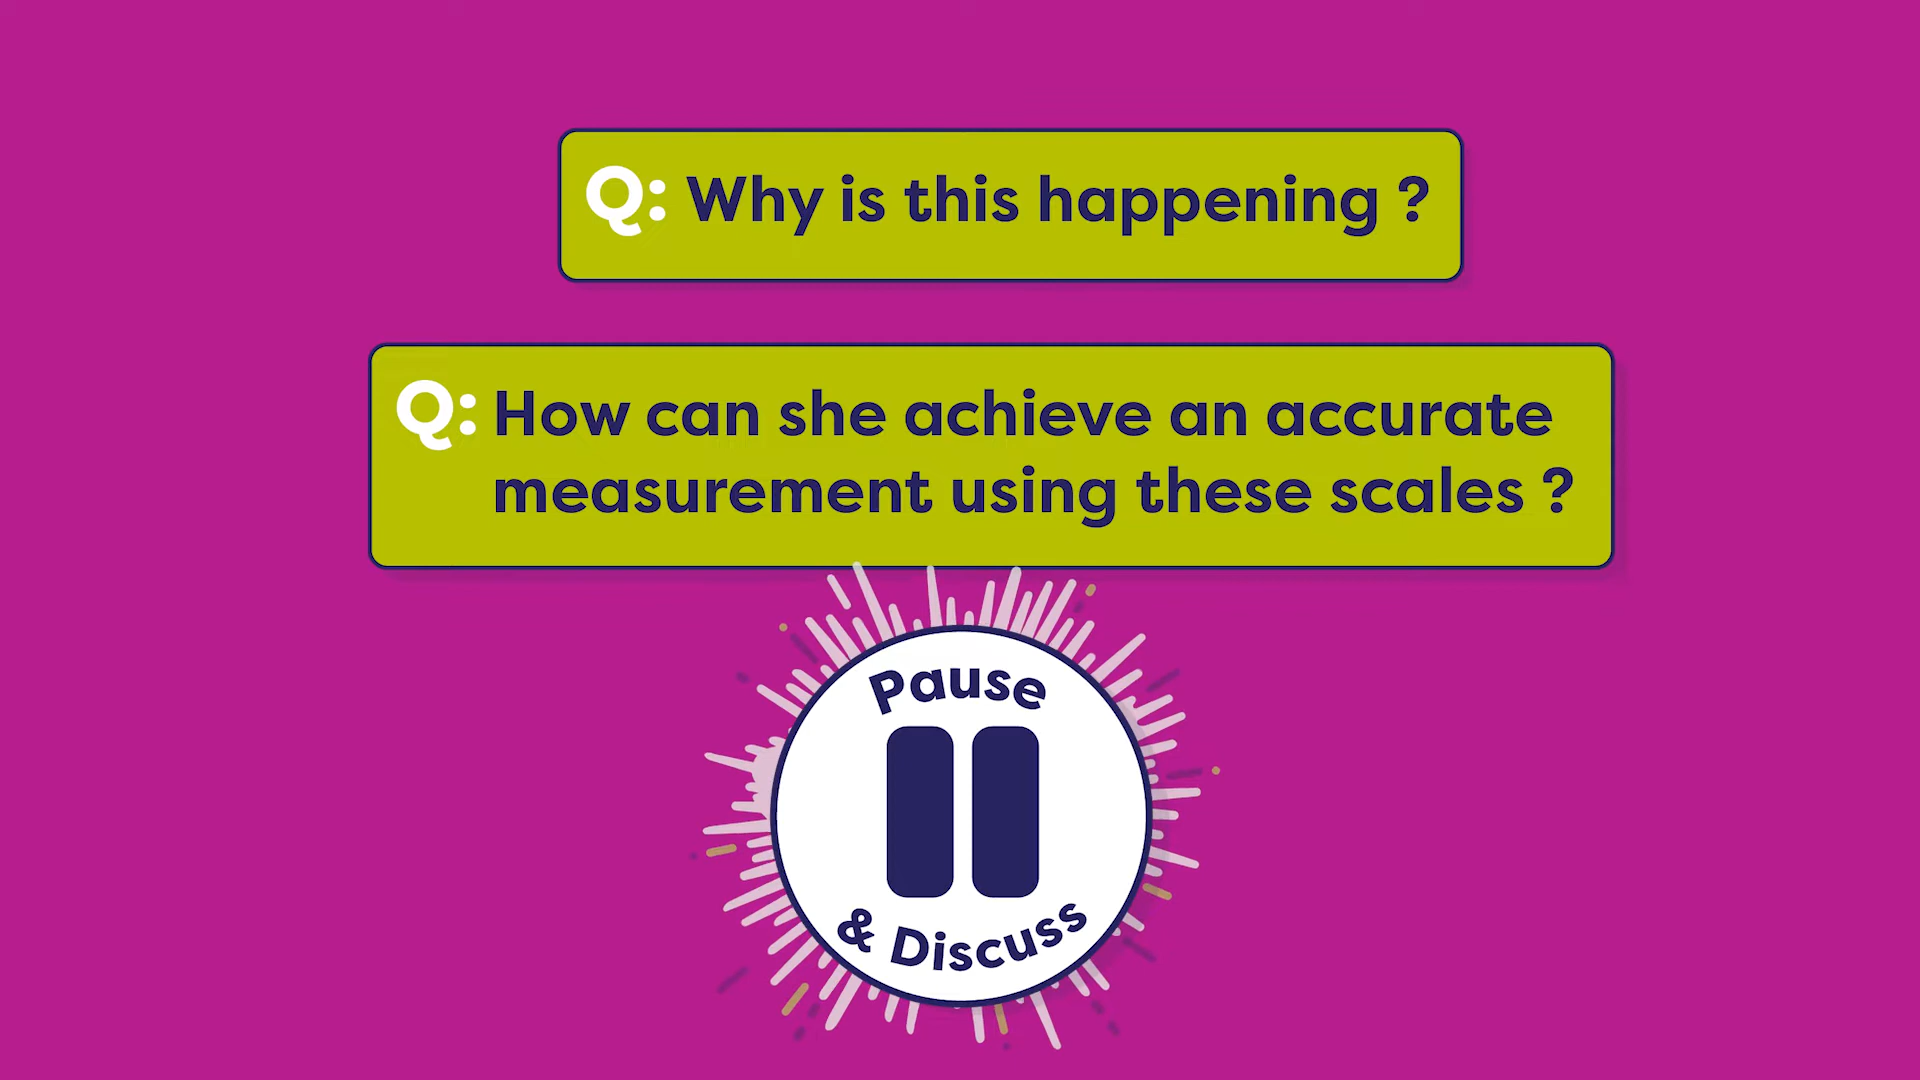 Q: Why is this happening ?
Q: How can she achieve an accurate
measurement using these scales ?
Pause
& Discuss